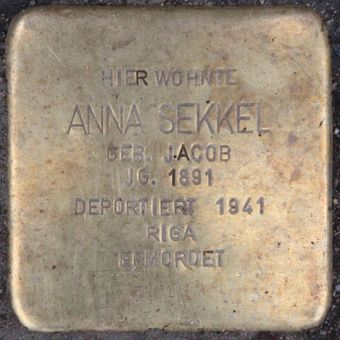 HIER WOHNTE
ANNA SEKKEL
GEB. JACOB
JG. 1891
DEPORTIERT 1941
RIGA
ERMORDET